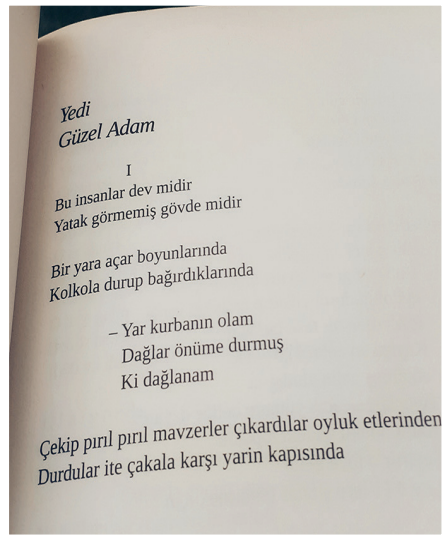 Yedi
Güzel Adam
I
Bu insanlar dev midir
Yatak görmemiş gövde midir
Bir yara açar boyunlarında
Kolkola durup bağırdıklarında
– Yar kurbanın olam
Dağlar önüme durmuş
Ki dağlanam
Çekip pırıl pırıl mavzerler çıkardılar oyluk etlerinden
Durdular ite çakala karşı yarin kapısında